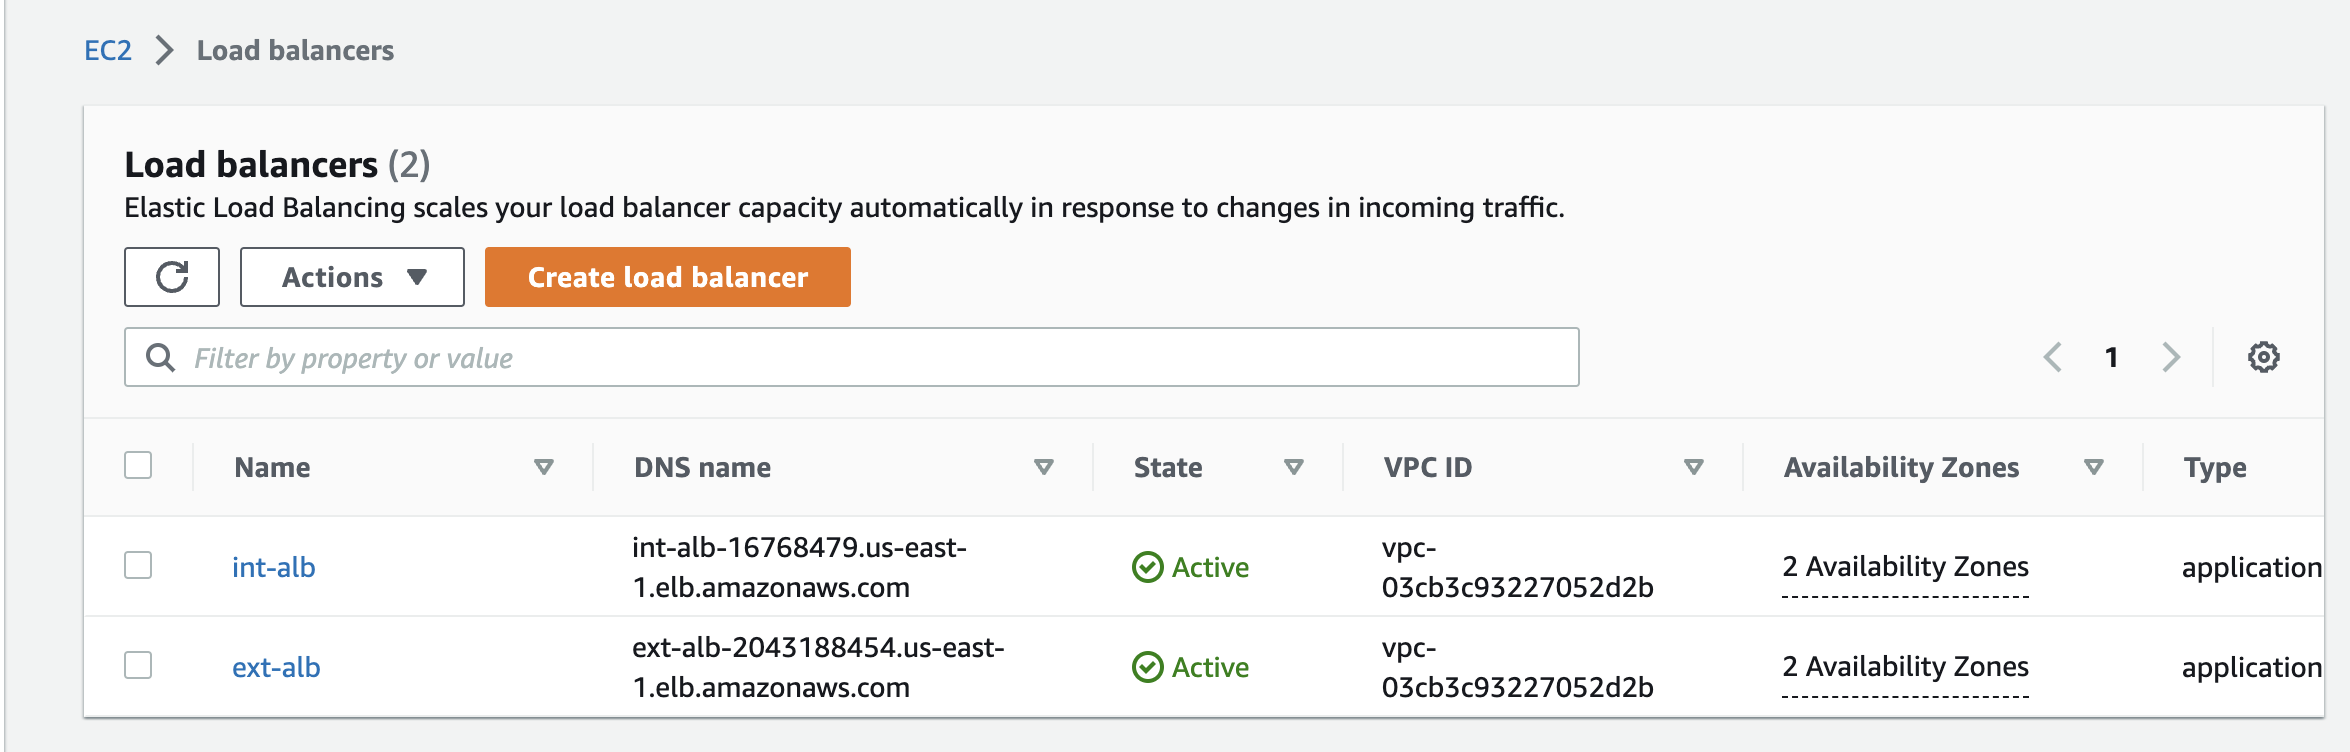 EC2 > Load balancers
Load balancers (2)
Elastic Load Balancing scales your load balancer capacity automatically in response to changes in incoming traffic.
Actions Create load balancer
Filter by property or value 1
Name DNS name State VPC ID Availability Zones Type
int-alb int-alb-16768479.us-east- Active vpc- 2 Availability Zones application
1.elb.amazonaws.com 03cb3c93227052d2b
ext-alb ext-alb-2043188454.us-east- Active vpc- 2 Availability Zones application
1.elb.amazonaws.com 03cb3c93227052d2b